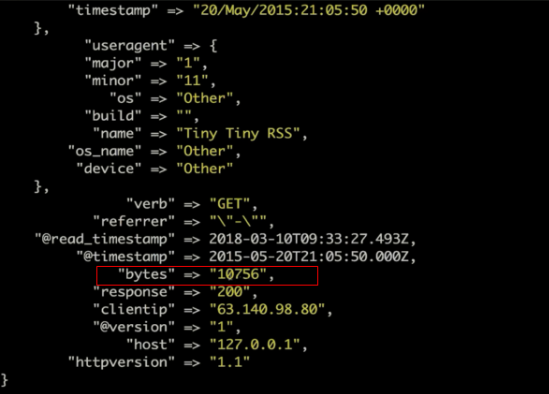 "timestamp" => "20/May/2015:21:05:50 +0000"
},
"useragent" => {
"major" => "1",
"minor" => "11",
"os" => "Other",
"build" => "",
"name" => "Tiny Tiny RSS",
"os_name" => "Other",
"device" => "Other"
},
"verb" => "GET",
"referrer" => "\"-\"",
"@read_timestamp" => 2018-03-10T09:33:27.493Z,
"@timestamp" => 2015-05-20T21:05:50.000Z,
"bytes" => "10756",
"response" => "200",
"clientip" => "63.140.98.80",
"@version" => "1",
"host" => "127.0.0.1",
"httpversion" => "1.1"
}